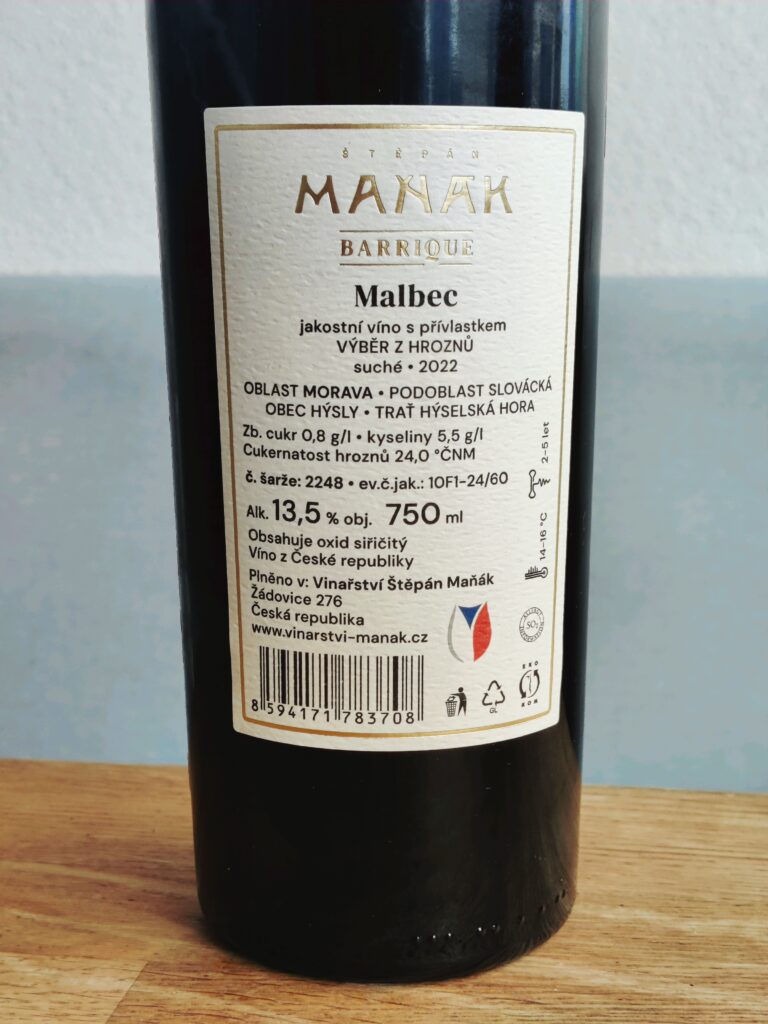 ŠTĚPÁN
MAŇÁK
BARRIQUE
Malbec
jakostní víno s přívlastkem
VÝBĚR Z HROZNŮ
suché • 2022
OBLAST MORAVA • PODOBLAST SLOVÁCKÁ
OBEC HÝSLY • TRAŤ HÝSELSKÁ HORA
Zb. cukr 0,8 g/l • kyseliny 5,5 g/l
Cukernatost hroznů 24,0 °ČNM
č. šarže: 2248 • ev.č.jak.: 10F1-24/60
Alk. 13,5 % obj. 750 ml
Obsahuje oxid siřičitý
Víno z České republiky
Plněno v: Vinařství Štěpán Maňák
Žádovice 276
Česká republika
www.vinarstvi-manak.cz
8 594171 783708
2-5 let
14-16 °C
SO₂
GL
EKO
KOM